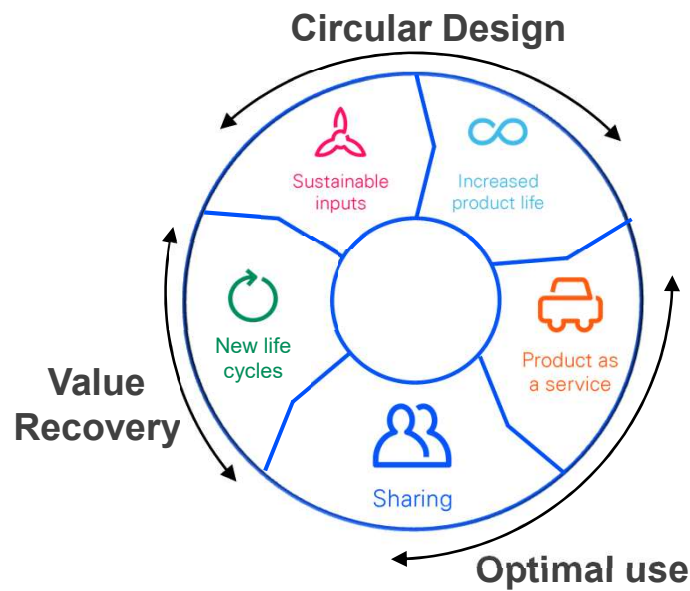 Circular Design
Sustainable
inputs
Increased
product life
New life
cycles
Product as
a service
Value
Recovery
Sharing
Optimal use